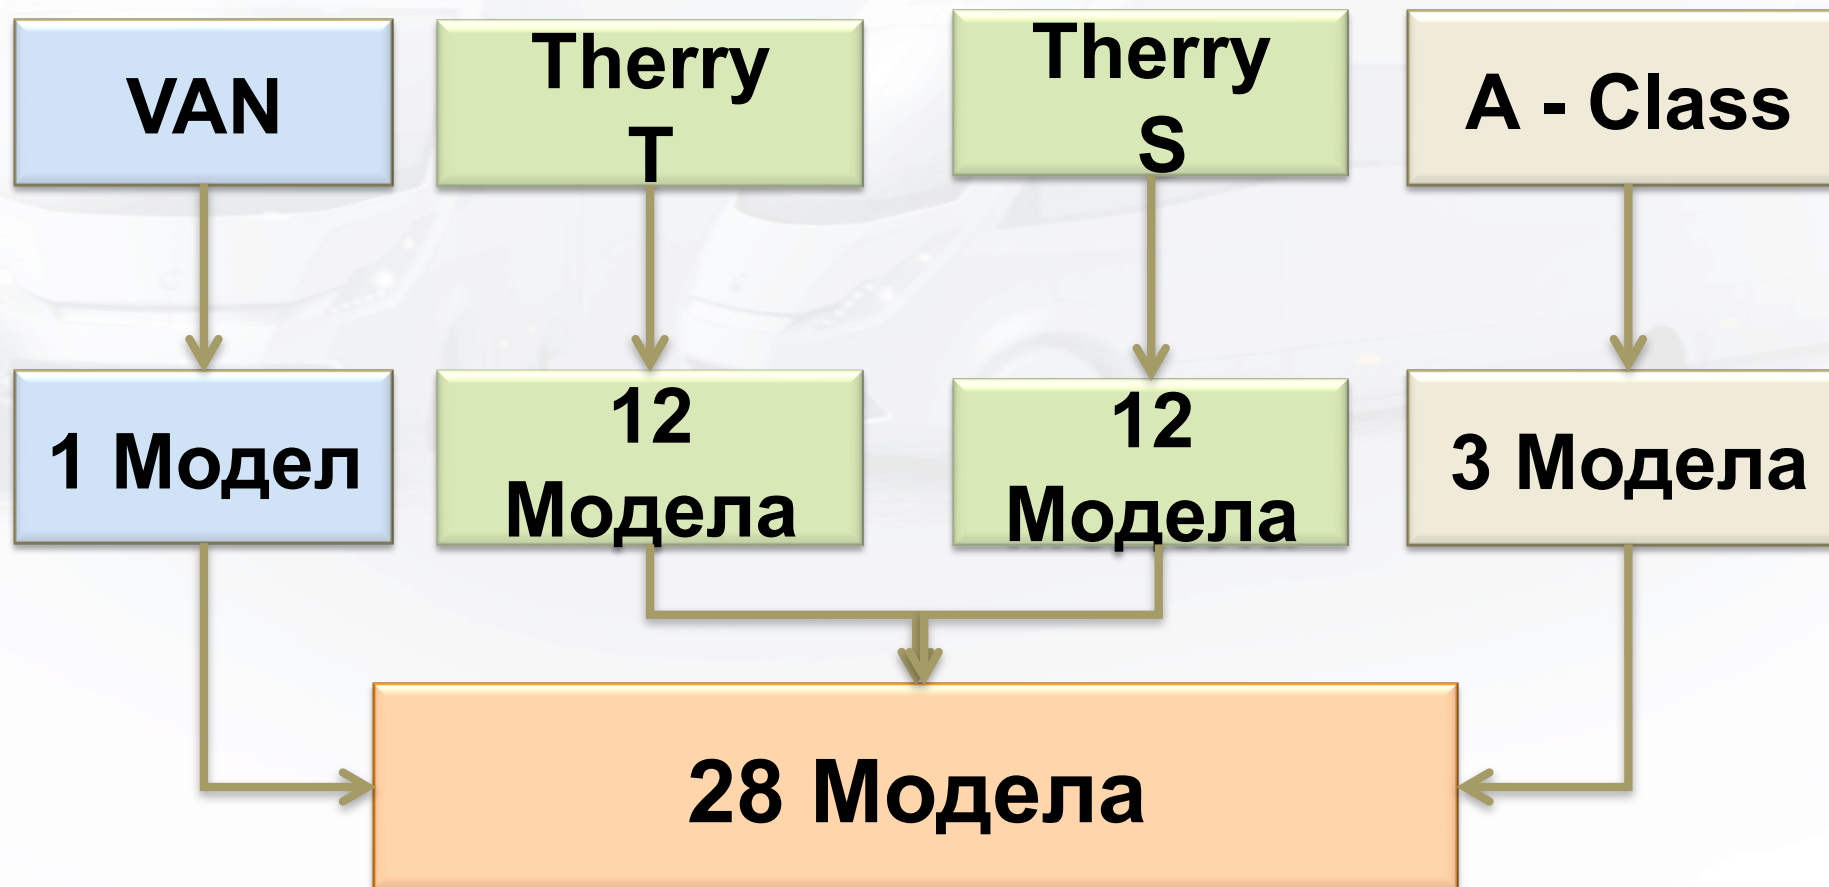 VAN
Therry
T
Therry
S
A - Class
1 Модел
12
Модела
12
Модела
3 Модела
28 Модела